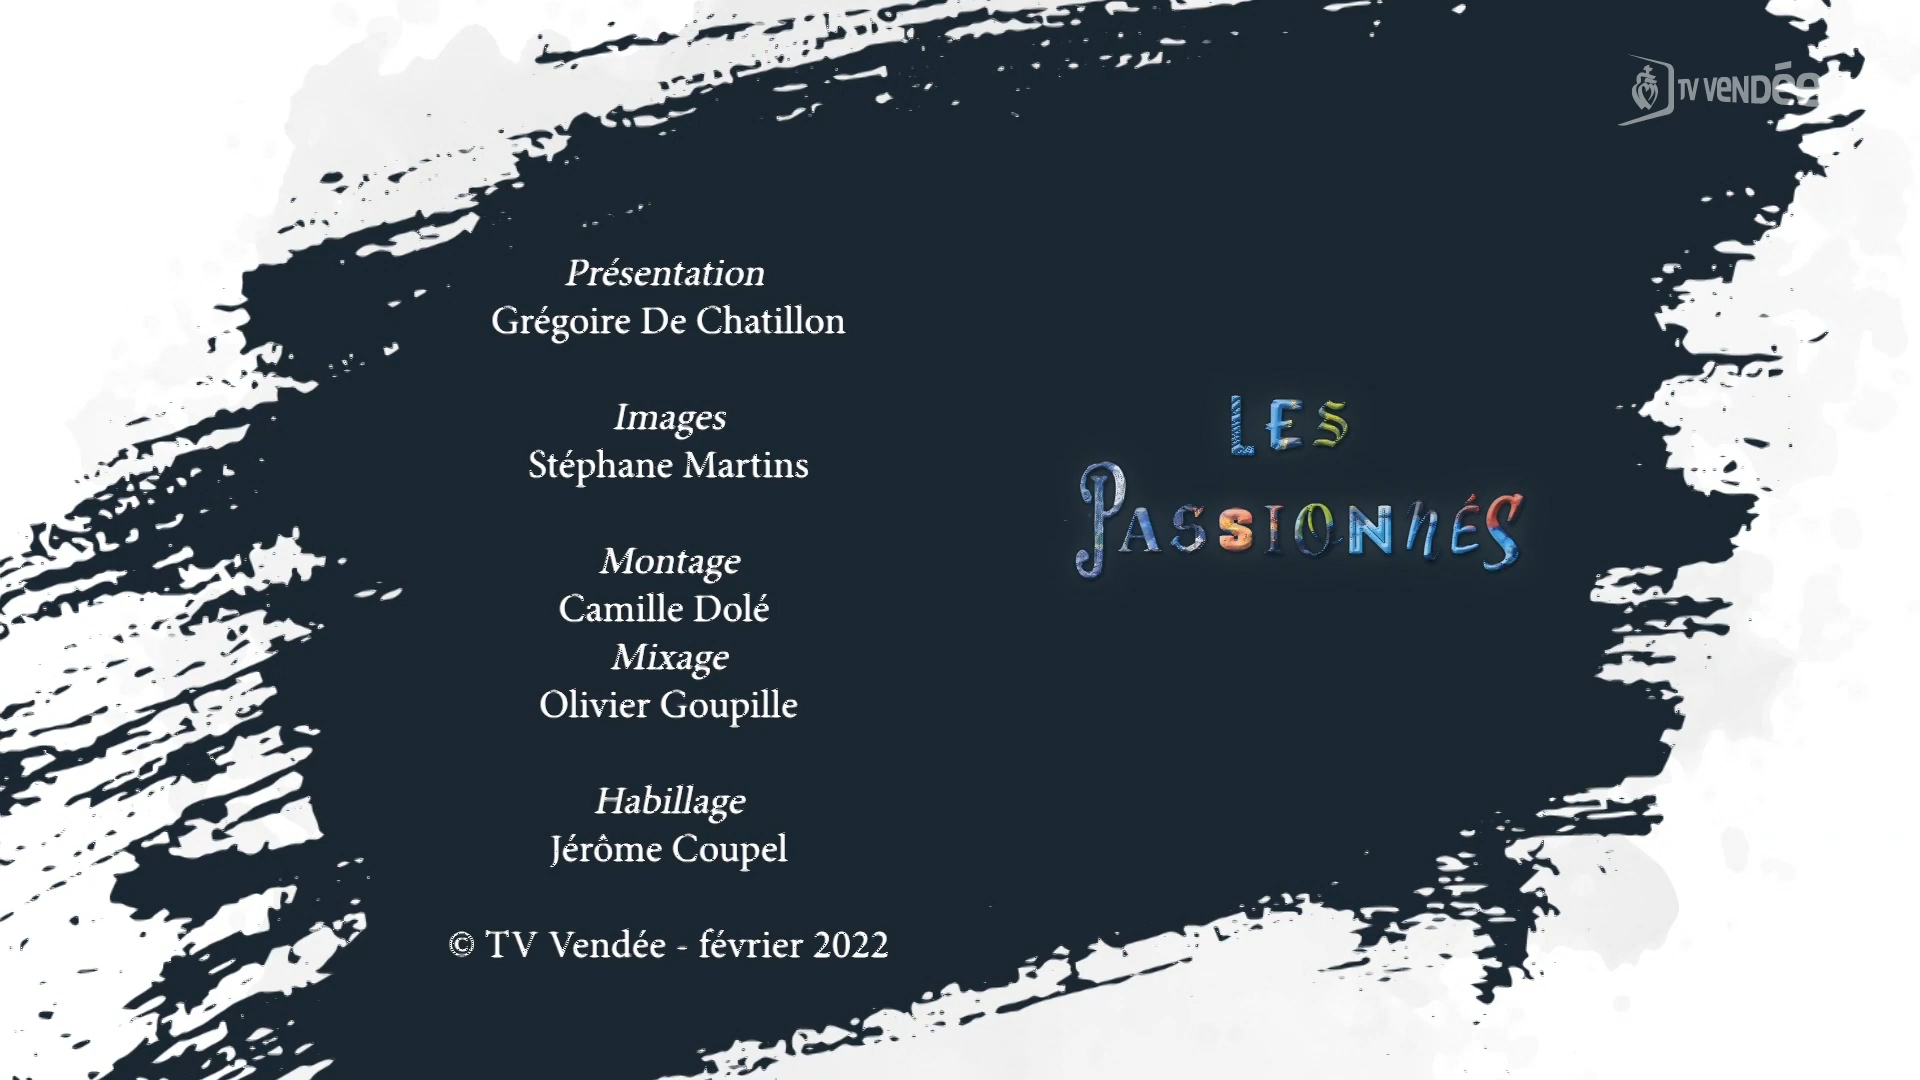 TV VENDÉE
Présentation
Grégoire De Chatillon
Images
Stéphane Martins
Montage
Camille Dolé
Mixage
Olivier Goupille
Habillage
Jérôme Coupel
© TV Vendée - février 2022
LES
PASSIONNÉS